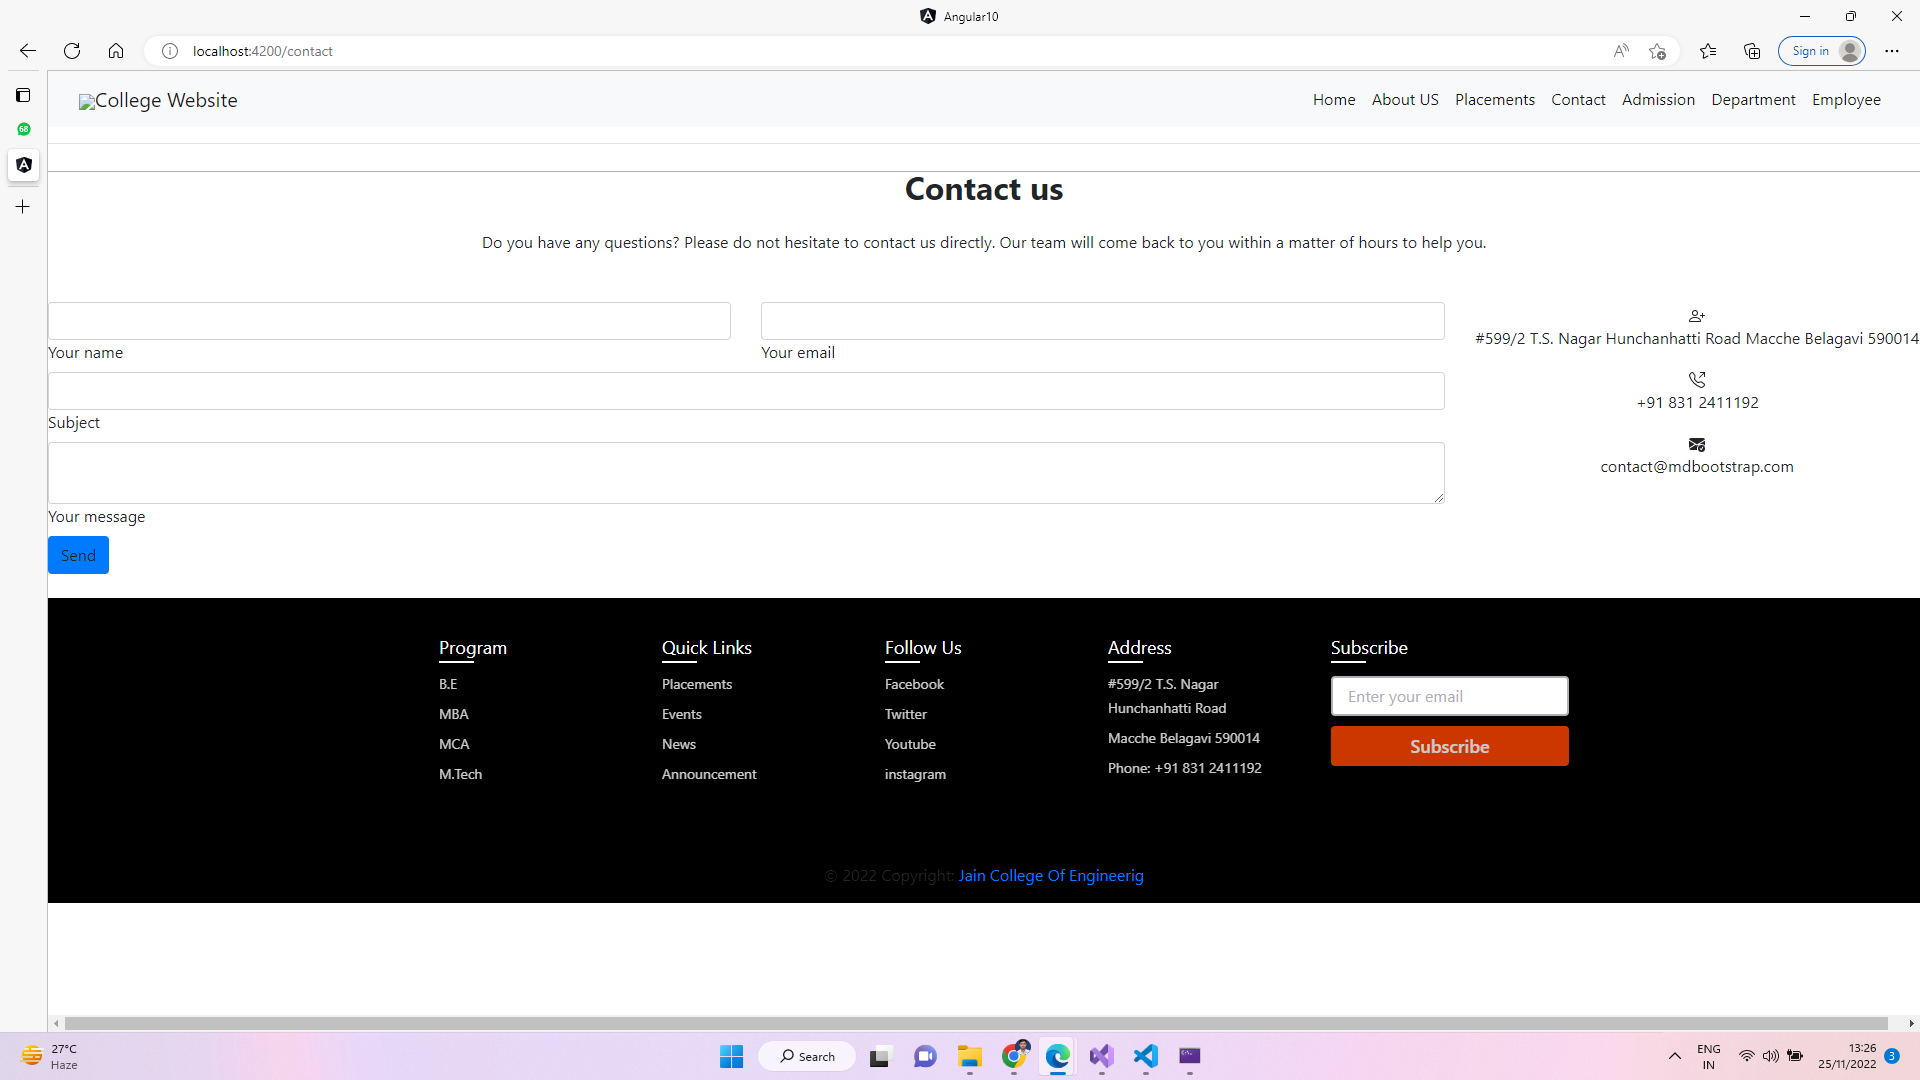 Angular10
localhost:4200/contact
Sign in
68
College Website
Home About US Placements Contact Admission Department Employee
Contact us
Do you have any questions? Please do not hesitate to contact us directly. Our team will come back to you within a matter of hours to help you.
Your name
Your email
Subject
Your message
Send
#599/2 T.S. Nagar Hunchanhatti Road Macche Belagavi 590014
+91 831 2411192
contact@mdbootstrap.com
Program
B.E
MBA
MCA
M.Tech
Quick Links
Placements
Events
News
Announcement
Follow Us
Facebook
Twitter
Youtube
instagram
Address
#599/2 T.S. Nagar
Hunchanhatti Road
Macche Belagavi 590014
Phone: +91 831 2411192
Subscribe
Enter your email
Subscribe
© 2022 Copyright: Jain College Of Engineerig
27°C
Haze
Search
ENG
IN
13:26
25/11/2022
3